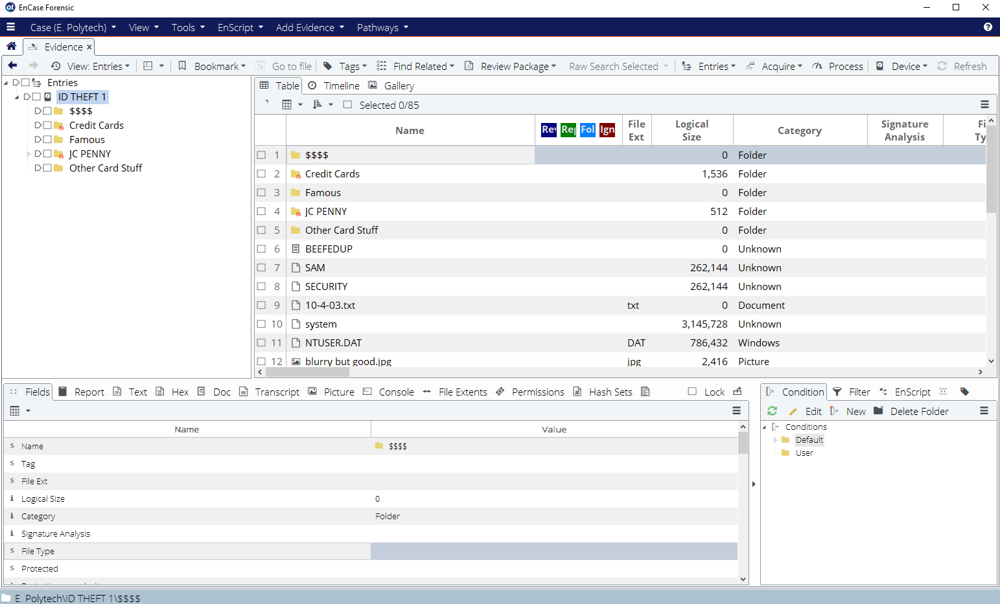 EnCase Forensic
Case (E. Polytech) View Tools EnScript Add Evidence Pathways
Evidence
View: Entries Bookmark Go to file Tags Find Related Review Package Raw Search Selected Entries Acquire Process Device Refresh
Entries
ID THEFT 1
$$$$
Credit Cards
Famous
JC PENNY
Other Card Stuff
Table Timeline Gallery
Selected 0/85
Name Rev Rep Fol Ign File Ext Logical Size Category Signature Analysis Fi Ty
1 $$$$ 0 Folder
2 Credit Cards 1,536 Folder
3 Famous 0 Folder
4 JC PENNY 512 Folder
5 Other Card Stuff 0 Folder
6 BEEFEDUP 0 Unknown
7 SAM 262,144 Unknown
8 SECURITY 262,144 Unknown
9 10-4-03.txt txt 0 Document
10 system 3,145,728 Unknown
11 NTUSER.DAT DAT 786,432 Windows
12 blurry but good.jpg jpg 2,416 Picture
Fields Report Text Hex Doc Transcript Picture Console File Extents Permissions Hash Sets Lock
Name Value
s Name $$$$
s Tag
s File Ext
i Logical Size 0
i Category Folder
i Signature Analysis
s File Type
s Protected
Condition Filter EnScript
Edit New Delete Folder
Conditions
Default
User
E. Polytech\ID THEFT 1\$$$$